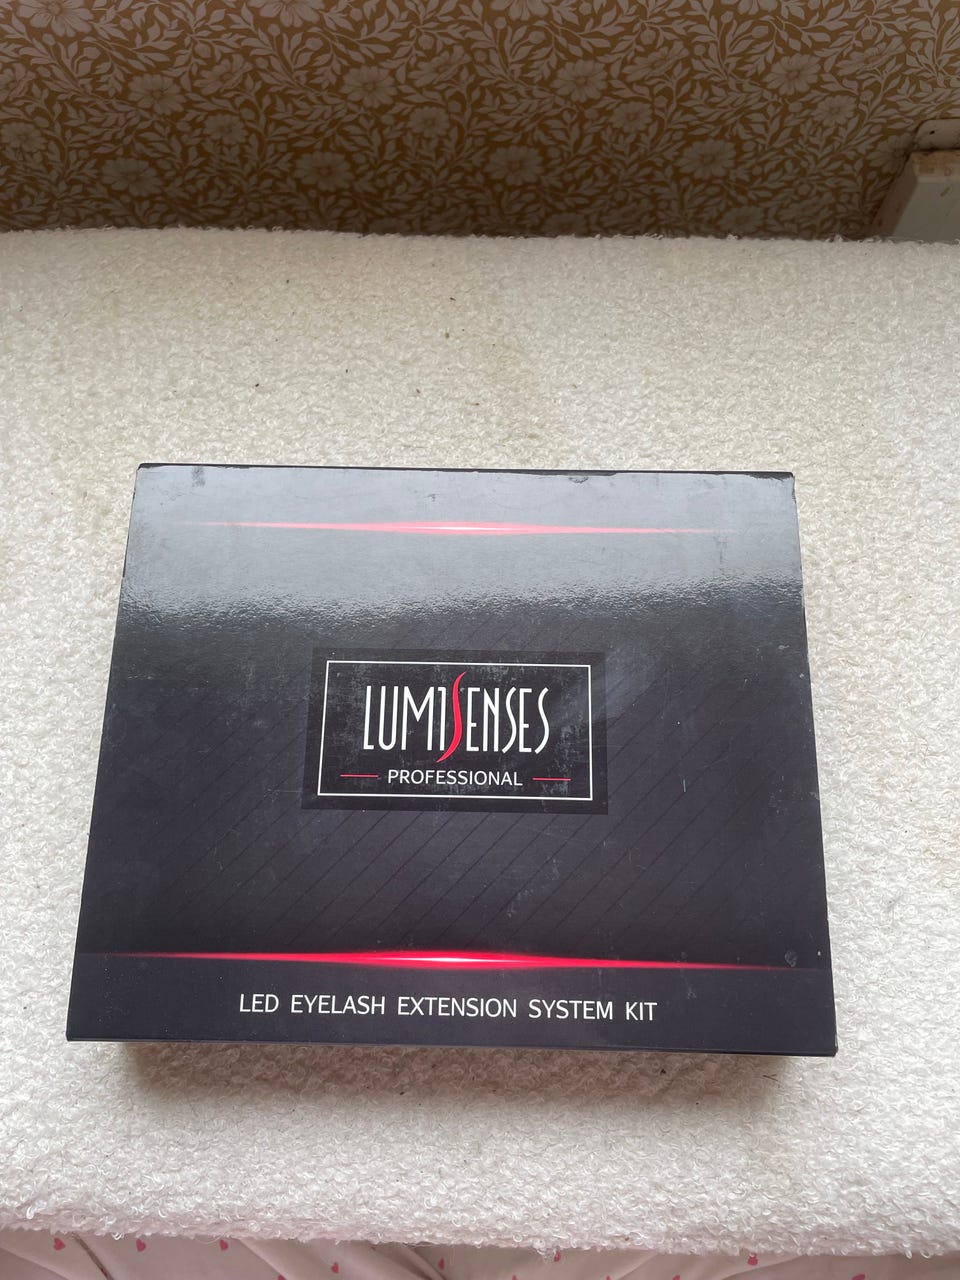 LUMISENSES
PROFESSIONAL
LED EYELASH EXTENSION SYSTEM KIT